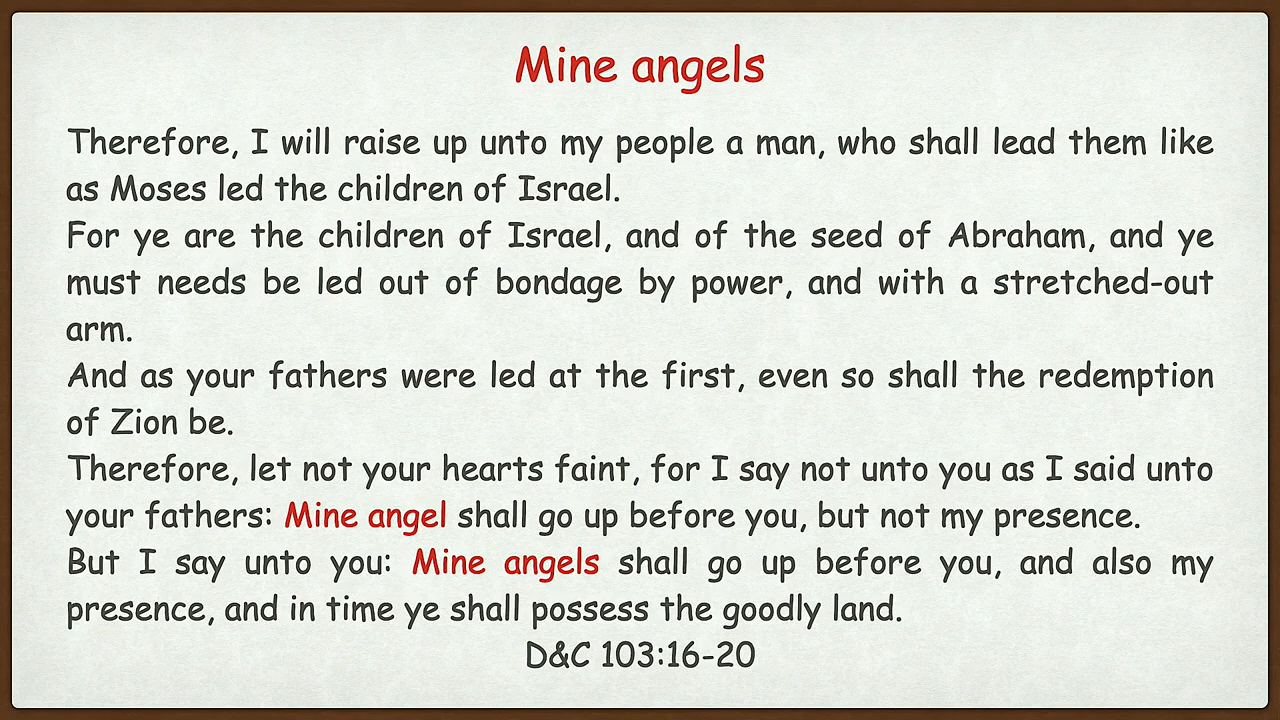 Mine angels
Therefore, I will raise up unto my people a man, who shall lead them like
as Moses led the children of Israel.
For ye are the children of Israel, and of the seed of Abraham, and ye
must needs be led out of bondage by power, and with a stretched-out
arm.
And as your fathers were led at the first, even so shall the redemption
of Zion be.
Therefore, let not your hearts faint, for I say not unto you as I said unto
your fathers: Mine angel shall go up before you, but not my presence.
But I say unto you: Mine angels shall go up before you, and also my
presence, and in time ye shall possess the goodly land.
D&C 103:16-20